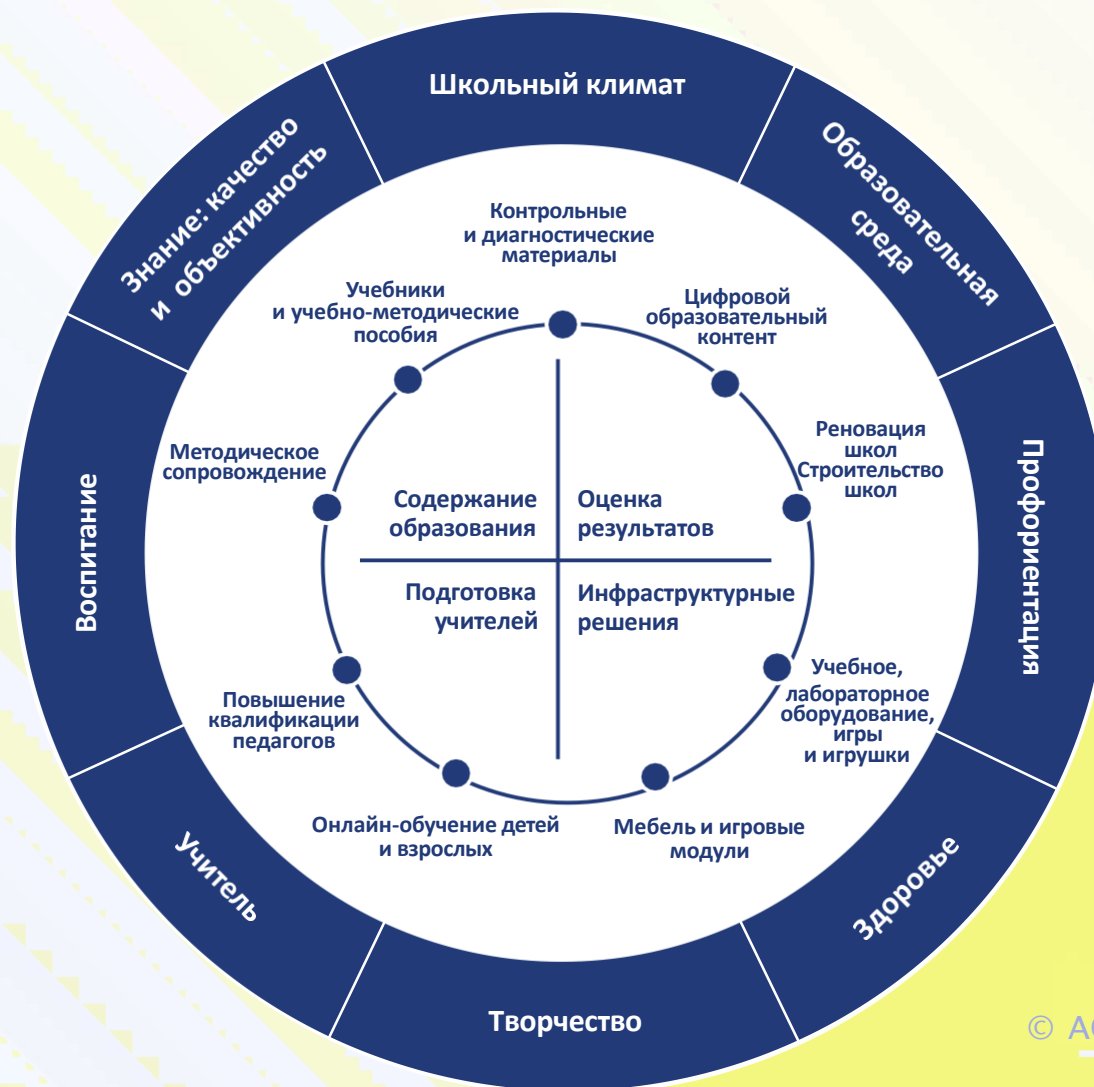 Школьный климат
Образовательная
среда
Профориентация
Здоровье
Творчество
Учитель
Воспитание
Знание: качество
и объективность
Контрольные
и диагностические
материалы
Цифровой
образовательный
контент
Реновация
школ
Строительство
школ
Учебное,
лабораторное
оборудование,
игры
и игрушки
Мебель и игровые
модули
Онлайн-обучение детей
и взрослых
Повышение
квалификации
педагогов
Методическое
сопровождение
Учебники
и учебно-методические
пособия
Содержание
образования
Оценка
результатов
Подготовка
учителей
Инфраструктурные
решения
©